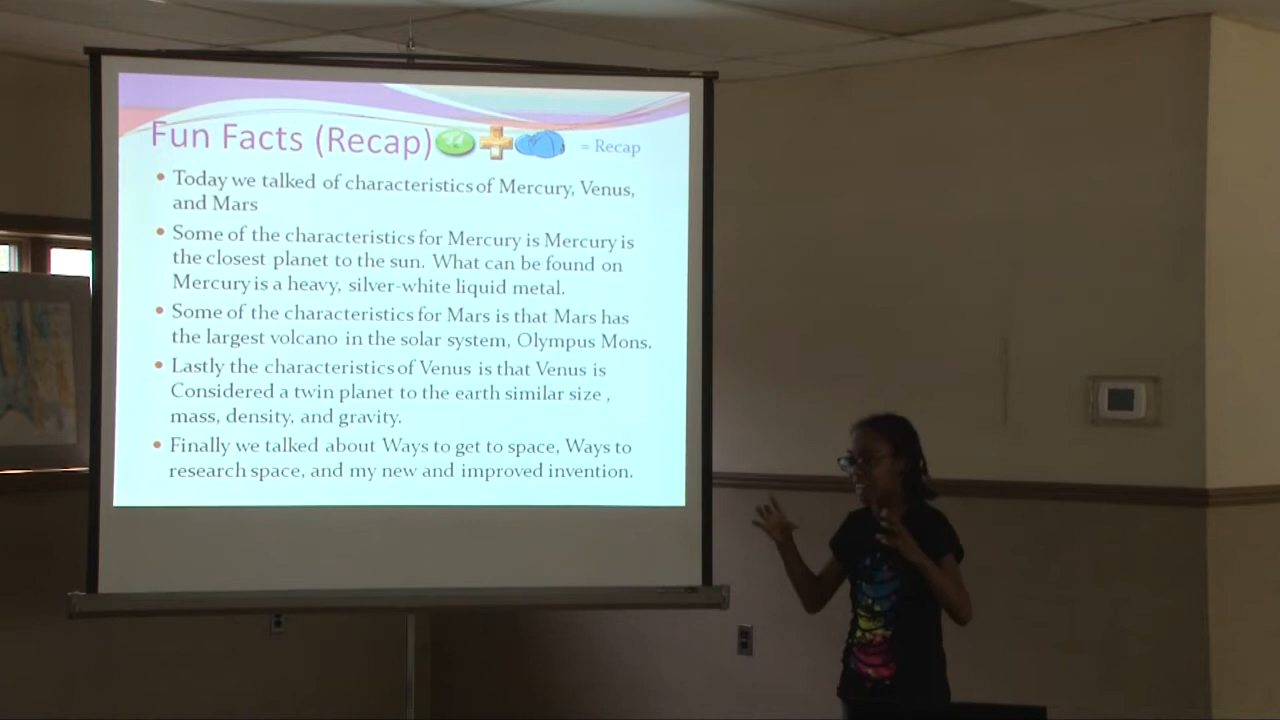 Fun Facts (Recap) = Recap
Today we talked of characteristics of Mercury, Venus,
and Mars
Some of the characteristics for Mercury is Mercury is
the closest planet to the sun. What can be found on
Mercury is a heavy, silver-white liquid metal.
Some of the characteristics for Mars is that Mars has
the largest volcano in the solar system, Olympus Mons.
Lastly the characteristics of Venus is that Venus is
Considered a twin planet to the earth similar size ,
mass, density, and gravity.
Finally we talked about Ways to get to space, Ways to
research space, and my new and improved invention.